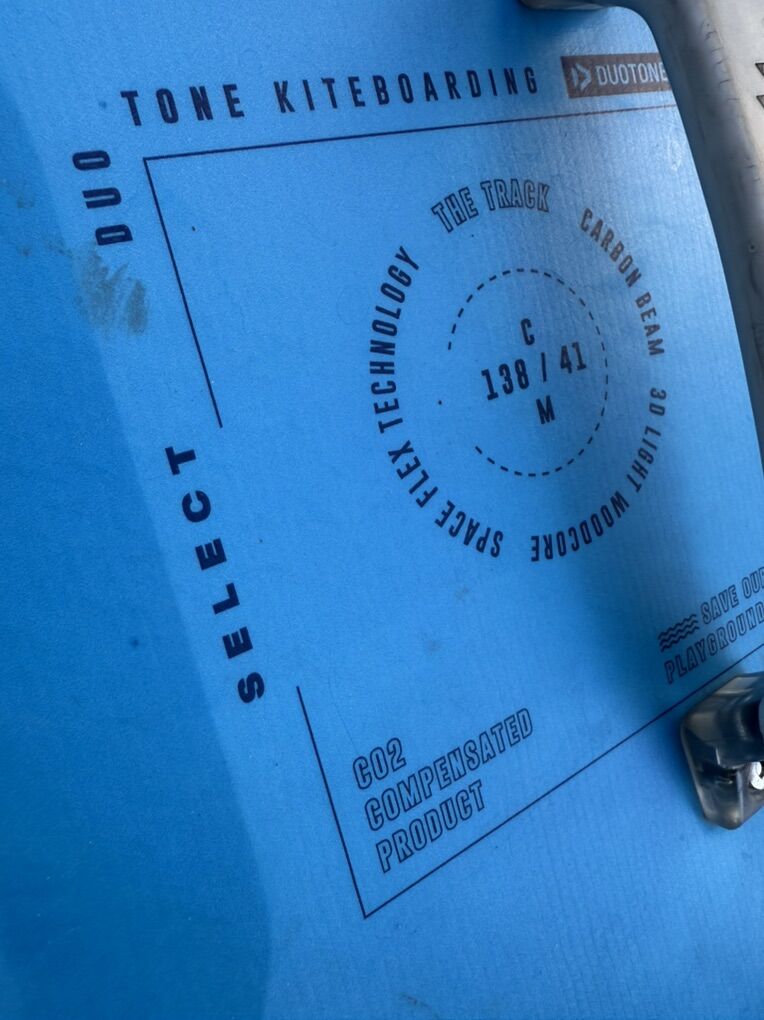 DUO TONE KITEBOARDING
DUOTONE
THE TRACK
CARBON BEAM
3D LIGHT WOODCORE
SPACE FLEX TECHNOLOGY
C
138 / 41
M
SELECT
SAVE OUR
PLAYGROUND
CO2
COMPENSATED
PRODUCT